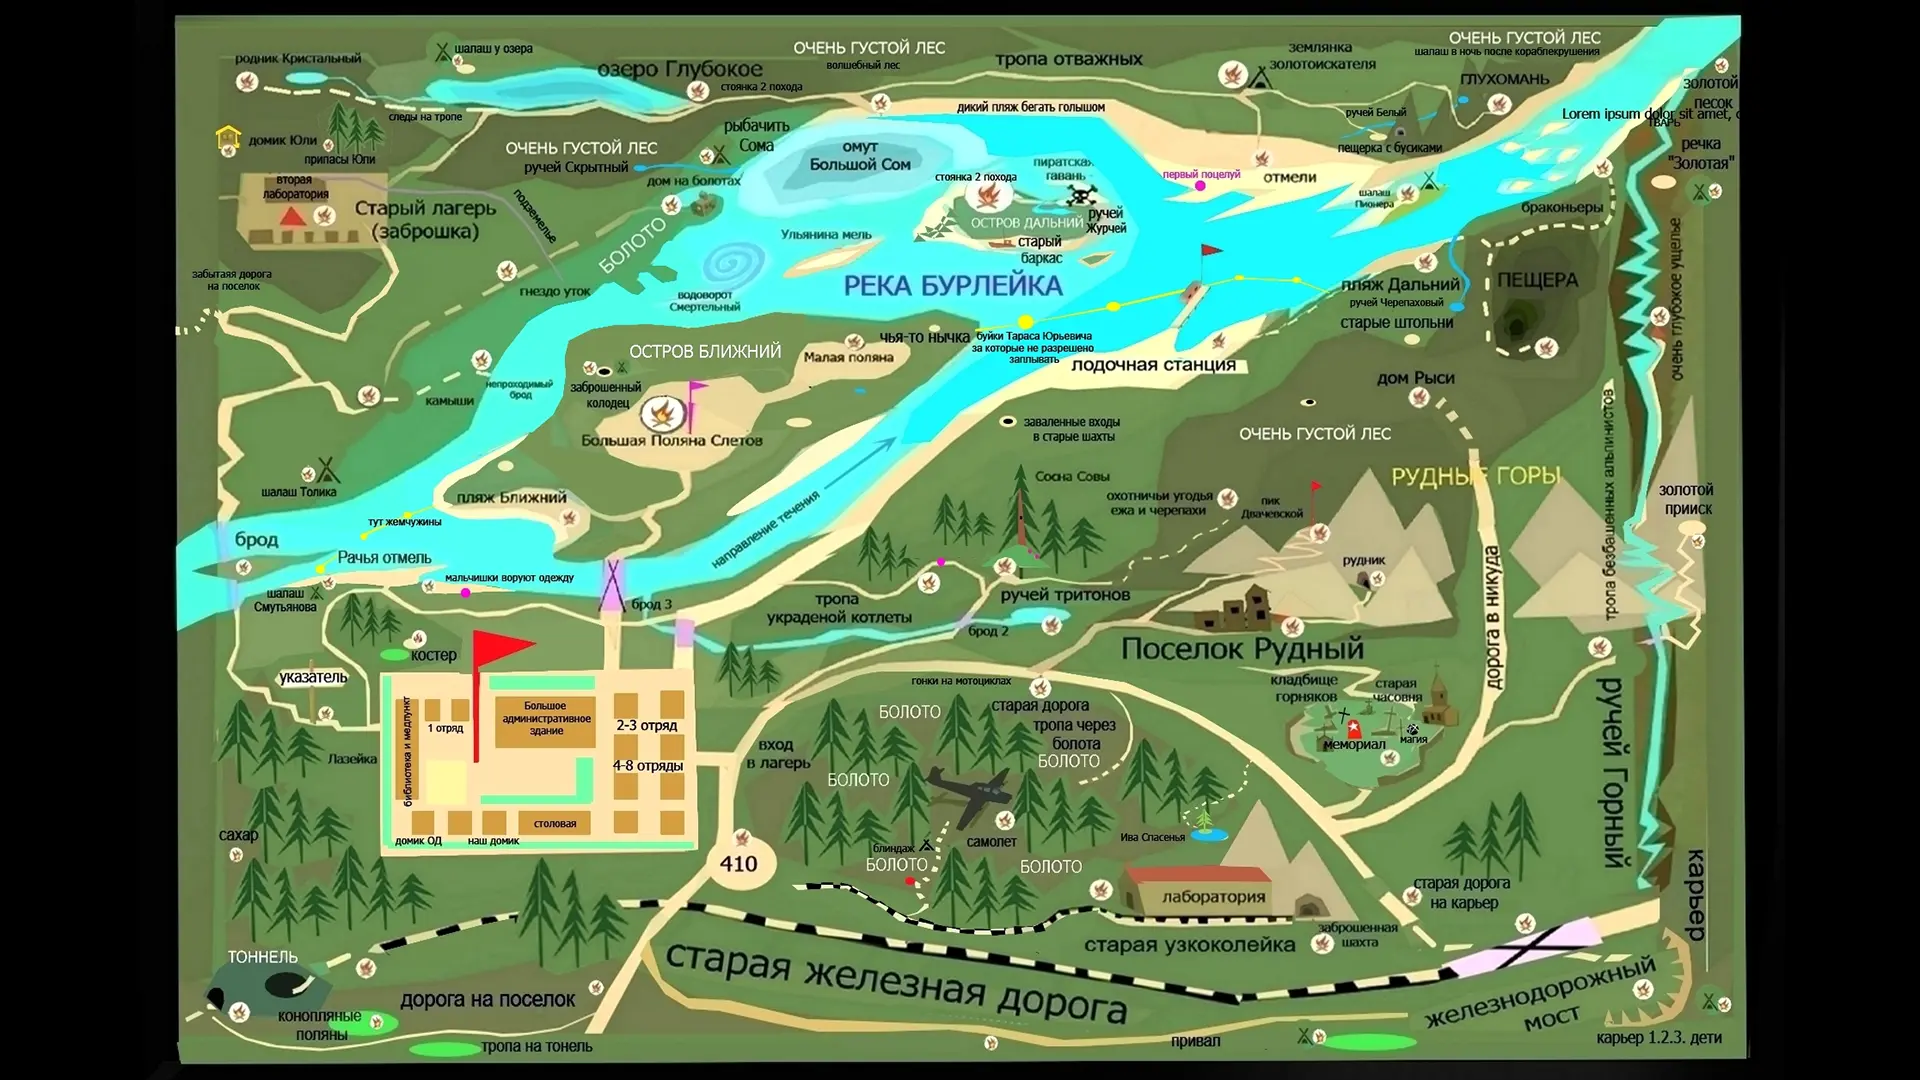 родник Кристальный
шалаш у озера
озеро Глубокое
стоянка 2 похода
ОЧЕНЬ ГУСТОЙ ЛЕС
волшебный лес
тропа отважных
землянка
золотоискателя
ОЧЕНЬ ГУСТОЙ ЛЕС
шалаш в ночь после кораблекрушения
ГЛУХОМАНЬ
золотой
песок
Lorem ipsum dolor sit amet, c
ТВАРЬ
речка
"Золотая"
следы на тропе
домик Юли
припасы Юли
ОЧЕНЬ ГУСТОЙ ЛЕС
ручей Скрытный
рыбачить
Сома
дикий пляж бегать голышом
омут
Большой Сом
пиратская
гавань
стоянка 2 похода
ручей Белый
пещерка с бусиками
первый поцелуй
отмели
шалаш
Пионера
браконьеры
вторая
лаборатория
Старый лагерь
(заброшка)
подземелье
дом на болотах
БОЛОТО
Ульянина мель
ОСТРОВ ДАЛЬНИЙ
ручей
Журчей
старый
баркас
забытая дорога
на поселок
гнездо уток
водоворот
Смертельный
РЕКА БУРЛЕЙКА
пляж Дальний
ручей Черепаховый
старые штольни
ПЕЩЕРА
очень глубокое ущелье
ОСТРОВ БЛИЖНИЙ
Малая поляна
чья-то нычка
буйки Тараса Юрьевича
за которые не разрешено
заплывать
лодочная станция
дом Рыси
непроходимый
брод
камыши
заброшенный
колодец
Большая Поляна Слетов
заваленные входы
в старые шахты
ОЧЕНЬ ГУСТОЙ ЛЕС
РУДНЫЕ ГОРЫ
тропа безбашенных альпинистов
золотой
прииск
шалаш Толика
пляж Ближний
тут жемчужины
направление течения
Сосна Совы
охотничьи угодья
ежа и черепахи
пик
Двачевской
рудник
брод
Рачья отмель
мальчишки воруют одежду
шалаш
Смутьянова
брод 3
тропа
украденой котлеты
ручей тритонов
брод 2
Поселок Рудный
дорога в никуда
костер
указатель
гонки на мотоциклах
старая дорога
тропа через
болота
БОЛОТО
БОЛОТО
БОЛОТО
кладбище
горняков
старая
часовня
мемориал
магия
ручей Горный
Лазейка
библиотека и медпункт
1 отряд
Большое
административное
здание
2-3 отряд
4-8 отряды
вход
в лагерь
домик ОД
наш домик
столовая
сахар
410
блиндаж
БОЛОТО
самолет
БОЛОТО
Ива Спасенья
лаборатория
старая дорога
на карьер
карьер
заброшенная
шахта
старая узкоколейка
старая железная дорога
железнодорожный
мост
ТОННЕЛЬ
дорога на поселок
конопляные
поляны
тропа на тонель
привал
карьер 1.2.3. дети